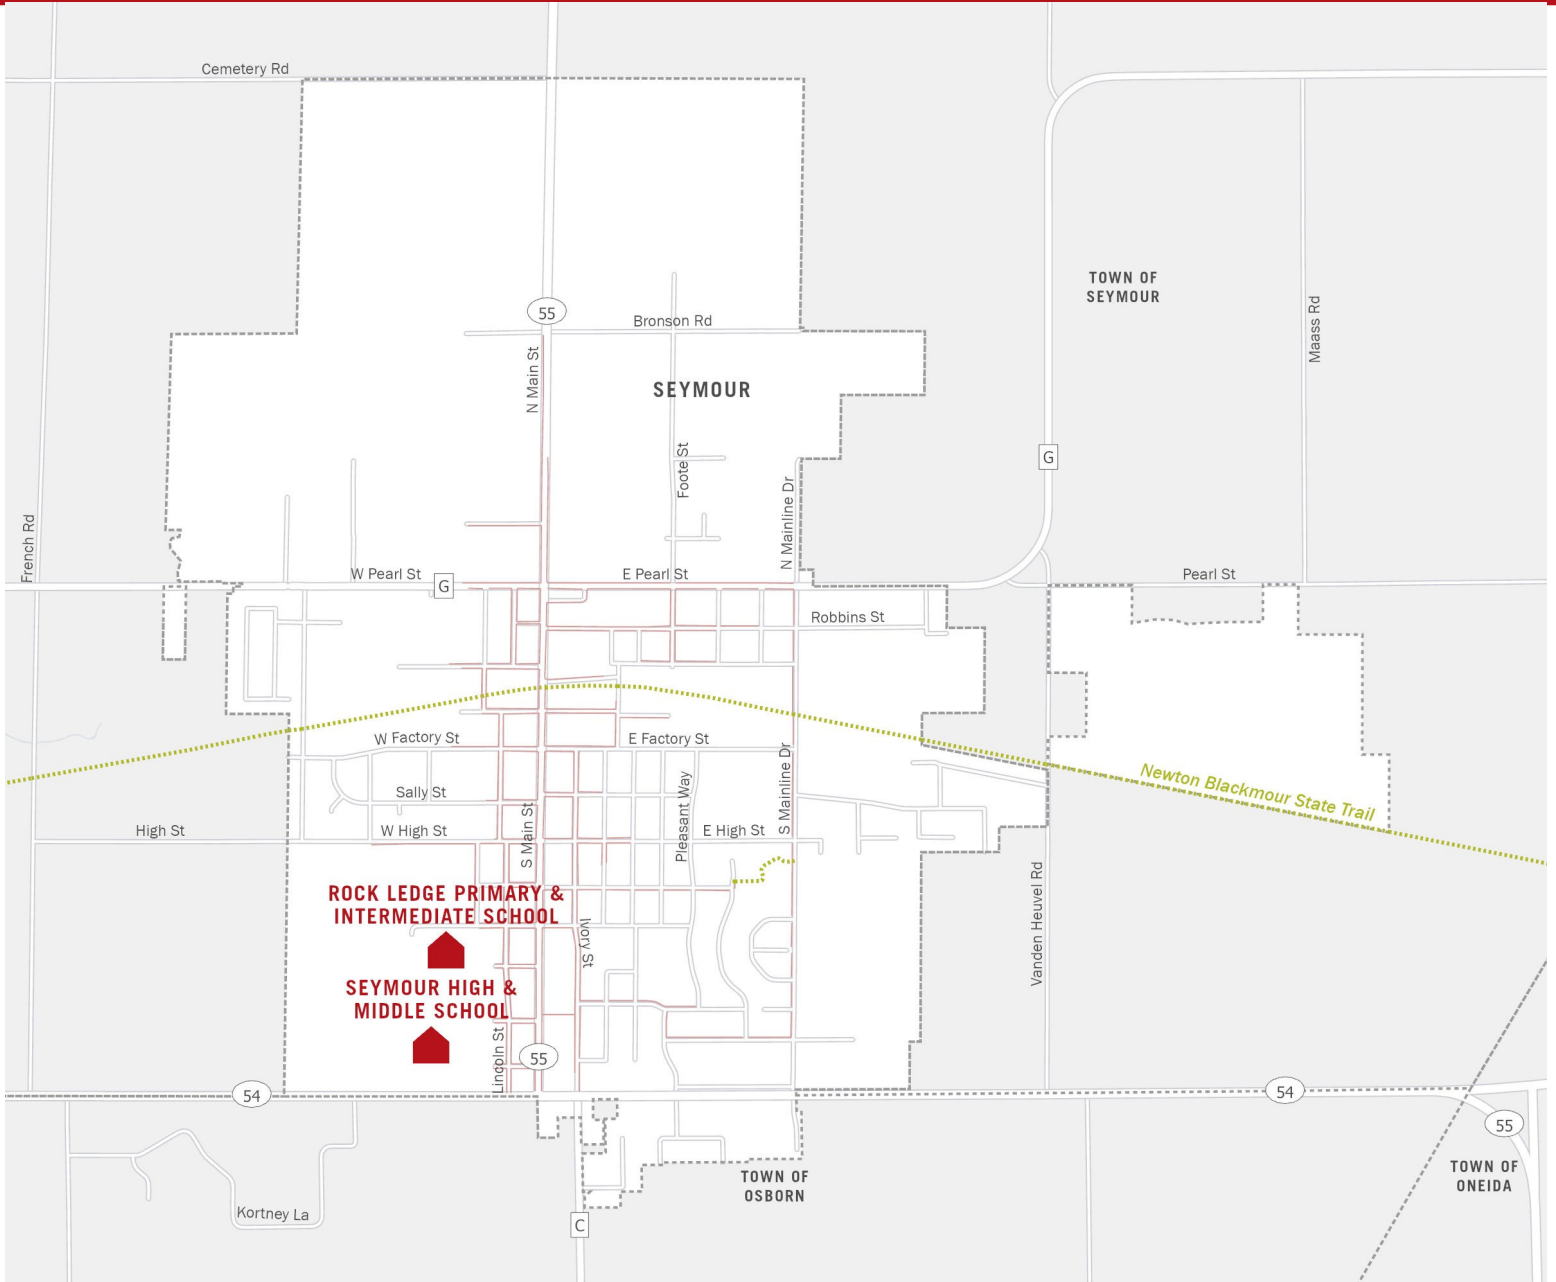 Cemetery Rd
TOWN OF
SEYMOUR
Maass Rd
55
Bronson Rd
N Main St
SEYMOUR
Foote St
G
N Mainline Dr
French Rd
W Pearl St
G
E Pearl St
Pearl St
Robbins St
W Factory St
E Factory St
S Mainline Dr
Newton Blackmour State Trail
Sally St
Pleasant Way
High St
W High St
S Main St
E High St
Vanden Heuvel Rd
ROCK LEDGE PRIMARY &
INTERMEDIATE SCHOOL
Ivory St
SEYMOUR HIGH &
MIDDLE SCHOOL
Lincoln St
55
54
54
55
TOWN OF
OSBORN
TOWN OF
ONEIDA
Kortney La
C